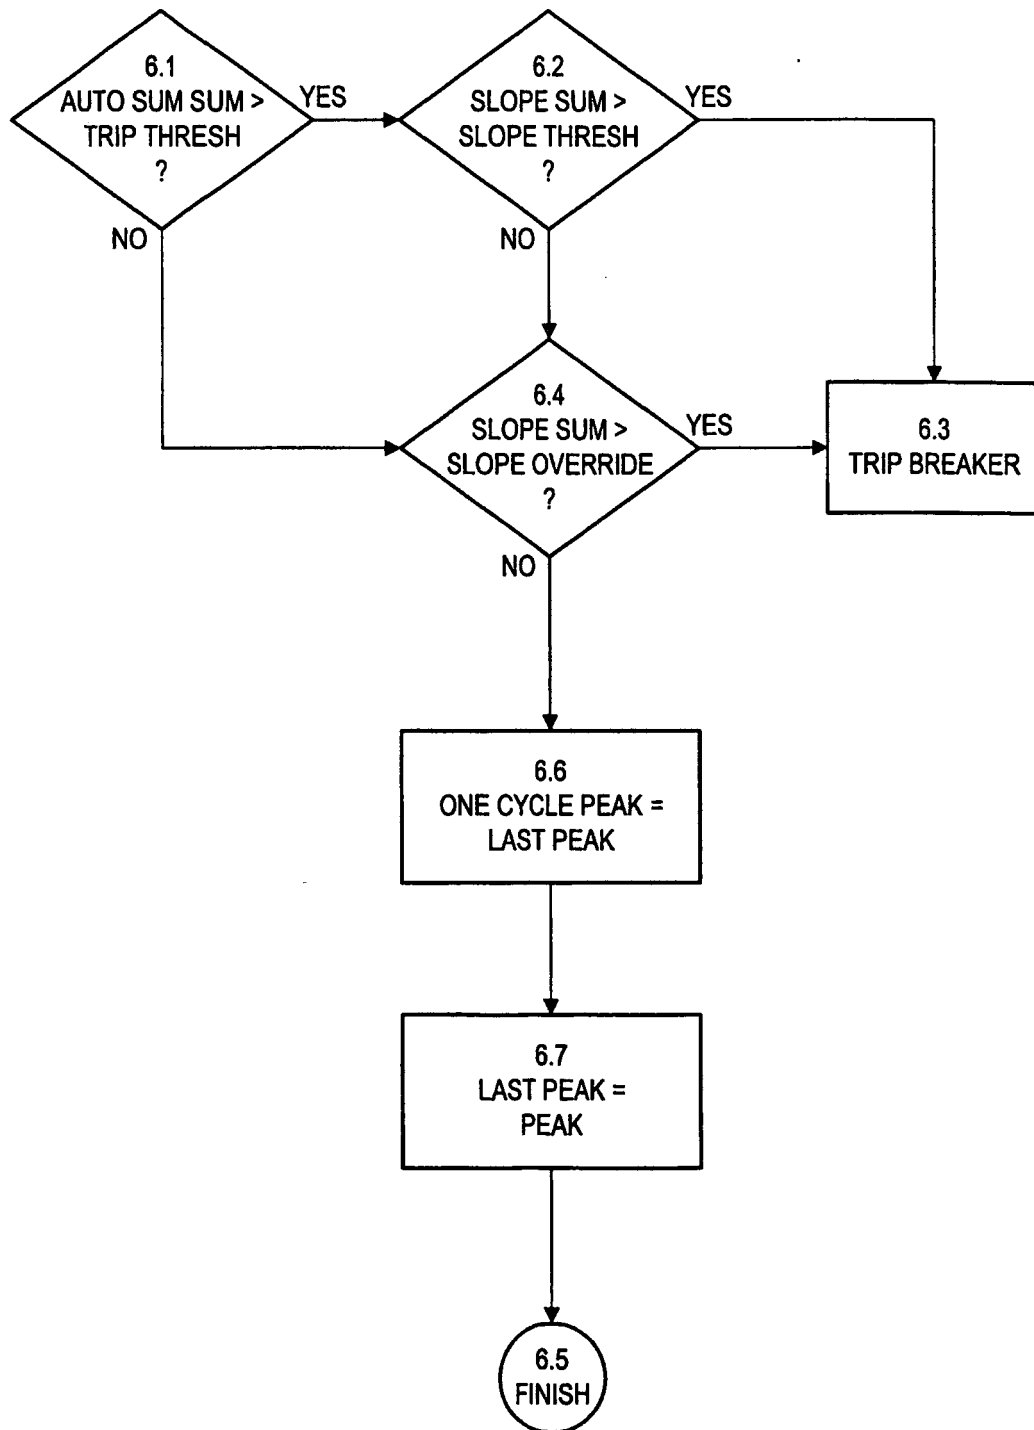 6.1
AUTO SUM SUM >
TRIP THRESH
?
YES
NO
6.2
SLOPE SUM >
SLOPE THRESH
?
YES
NO
6.4
SLOPE SUM >
SLOPE OVERRIDE
?
YES
NO
6.3
TRIP BREAKER
6.6
ONE CYCLE PEAK =
LAST PEAK
6.7
LAST PEAK =
PEAK
6.5
FINISH